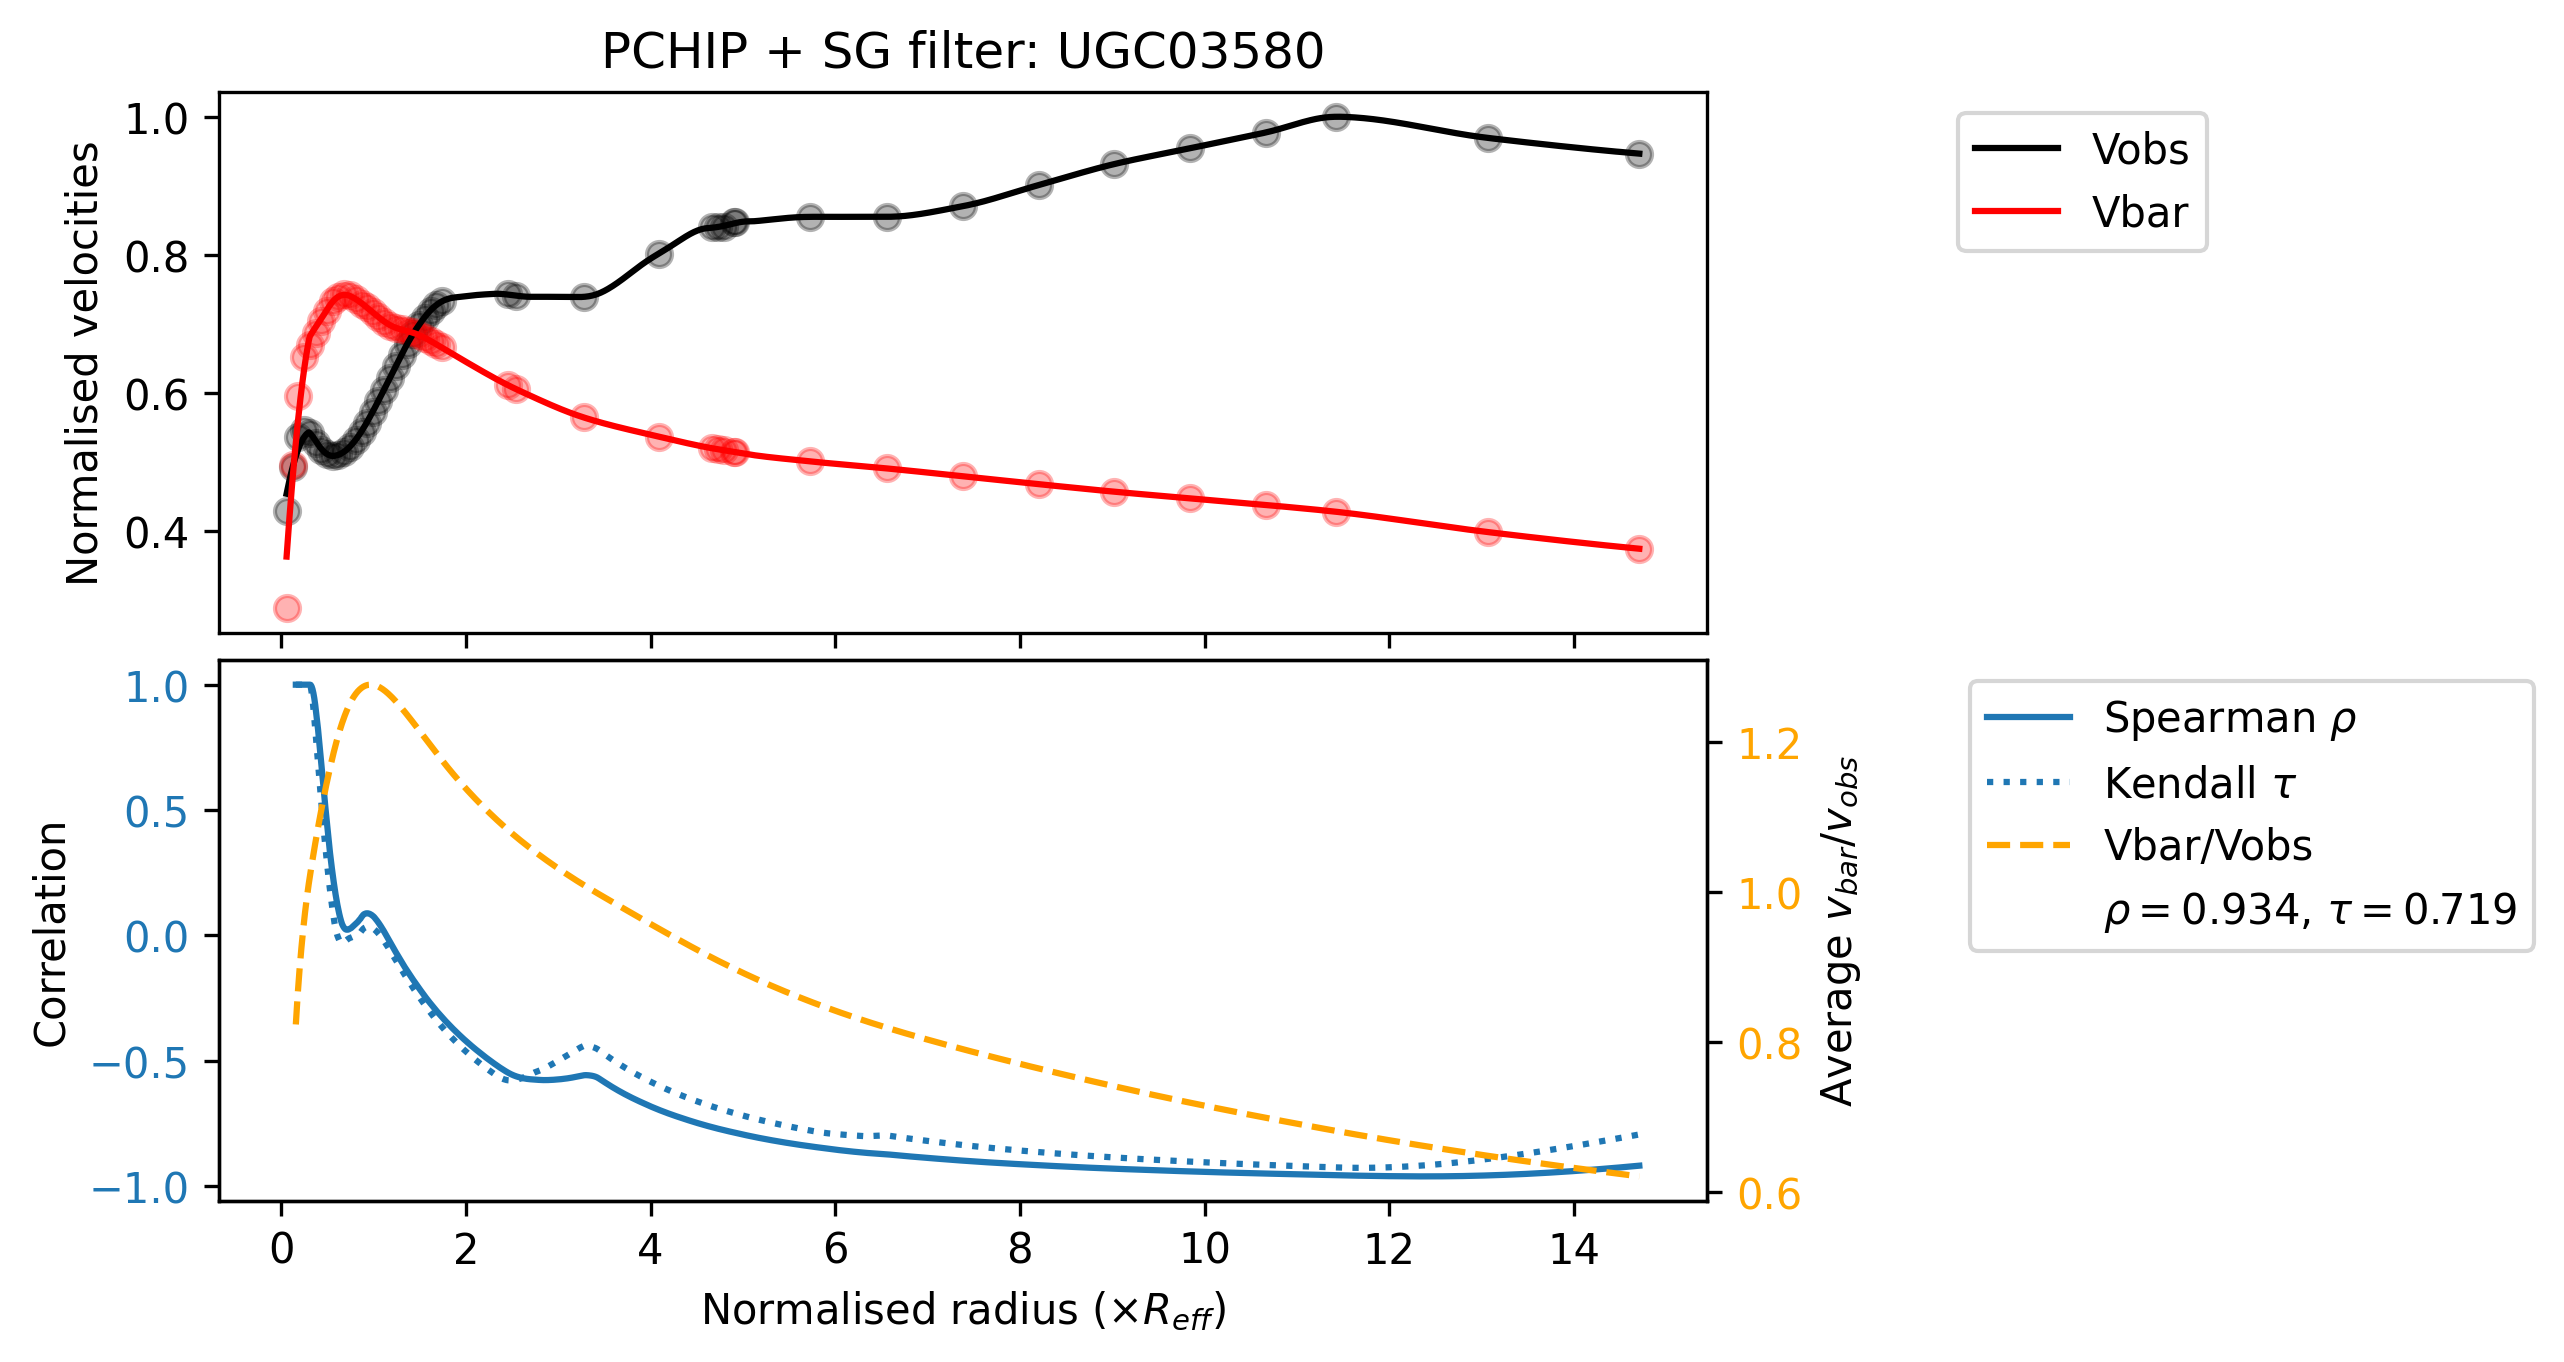 PCHIP + SG filter: UGC03580
Normalised velocities
1.0
0.8
0.6
0.4
Vobs
Vbar
Correlation
1.0
0.5
0.0
−0.5
−1.0
1.2
1.0
0.8
0.6
Average v_{bar}/v_{obs}
Spearman ρ
Kendall τ
Vbar/Vobs
ρ = 0.934, τ = 0.719
0 2 4 6 8 10 12 14
Normalised radius (×R_{eff})